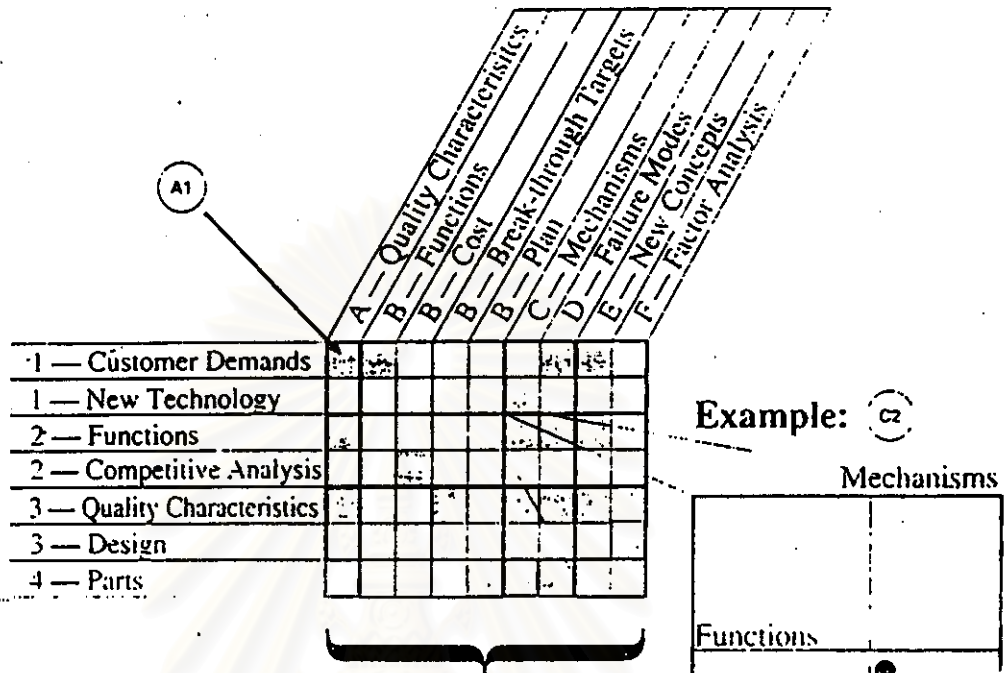 A — Quality Characterisitcs
B — Functions
B — Cost
B — Break-through Targets
B — Plan
C — Mechanisms
D — Failure Modes
E — New Concepts
F — Factor Analysis
A1
1 — Customer Demands
1 — New Technology
2 — Functions
2 — Competitive Analysis
3 — Quality Characteristics
3 — Design
4 — Parts
Example: C2
Mechanisms
Functions